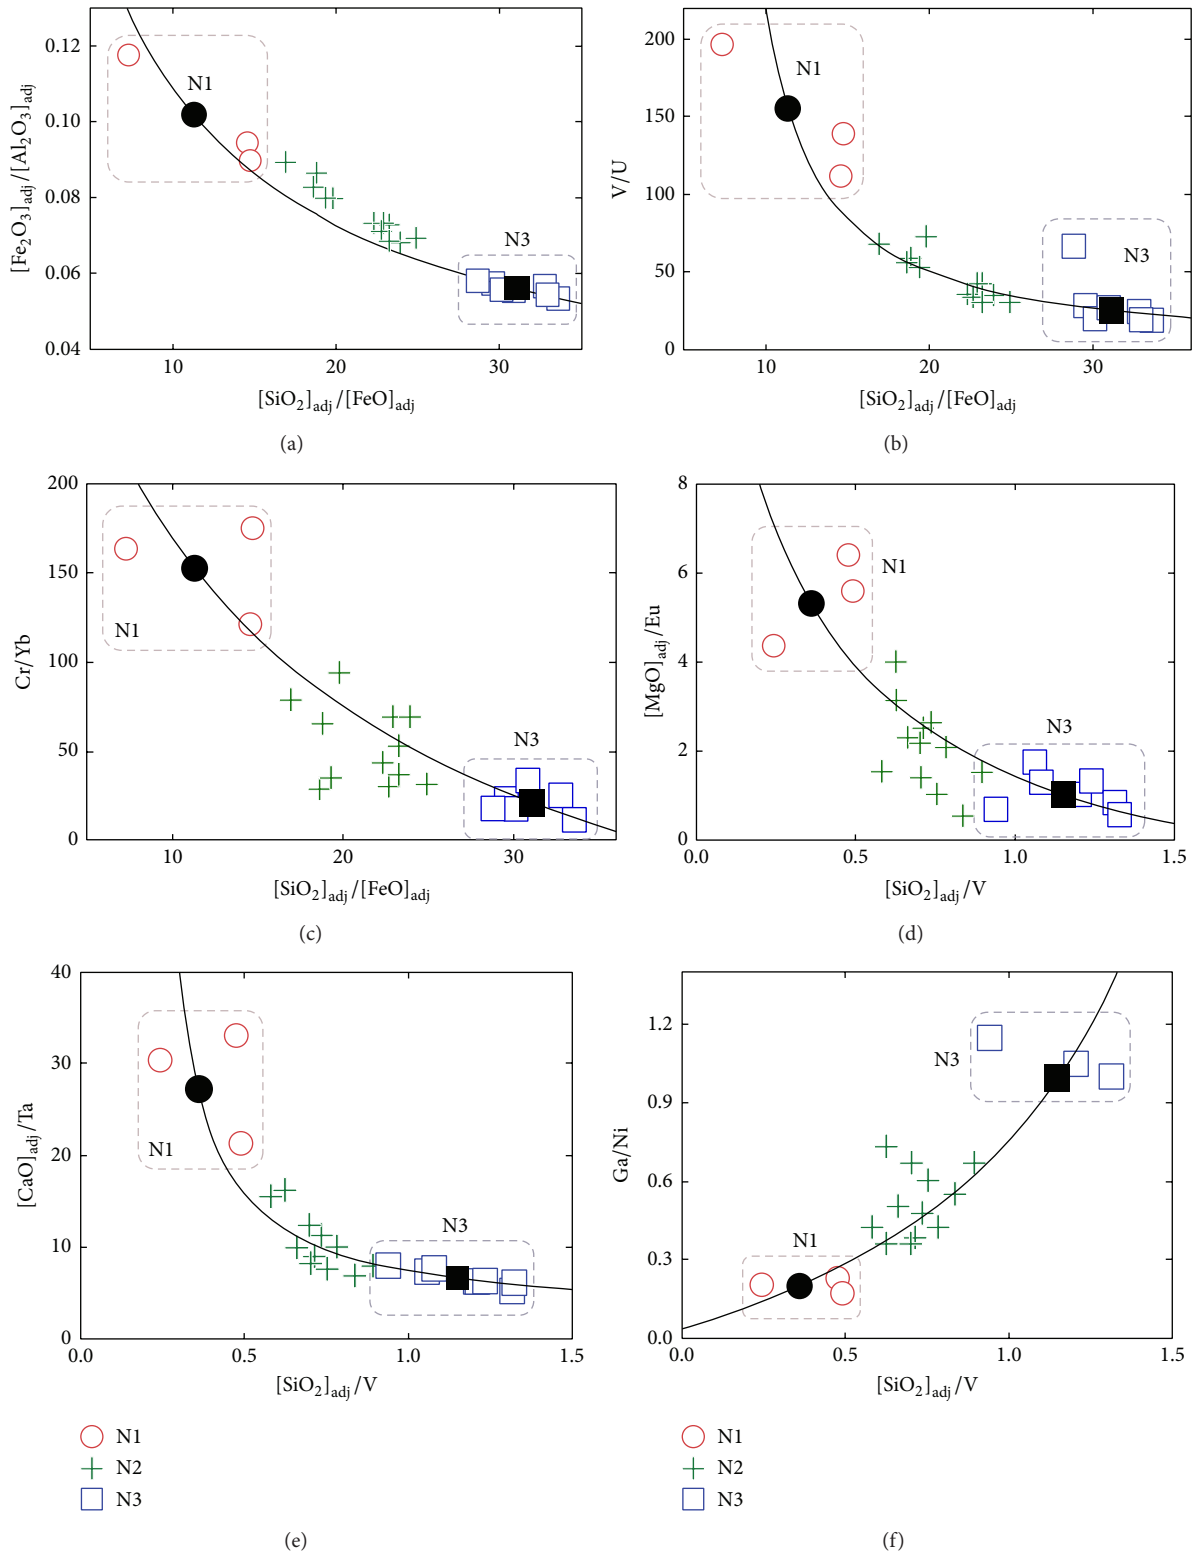 0.12
0.10
0.08
0.06
0.04
[Fe₂O₃]adj/[Al₂O₃]adj
N1
N3
10 20 30
[SiO₂]adj/[FeO]adj
(a)
200
150
100
50
0
V/U
N1
N3
10 20 30
[SiO₂]adj/[FeO]adj
(b)
200
150
100
50
0
Cr/Yb
N1
N3
10 20 30
[SiO₂]adj/[FeO]adj
(c)
8
6
4
2
0
[MgO]adj/Eu
N1
N3
0.0 0.5 1.0 1.5
[SiO₂]adj/V
(d)
40
30
20
10
0
[CaO]adj/Ta
N1
N3
0.0 0.5 1.0 1.5
[SiO₂]adj/V
N1
N2
N3
(e)
1.2
0.9
0.6
0.3
0.0
Ga/Ni
N3
N1
0.0 0.5 1.0 1.5
[SiO₂]adj/V
N1
N2
N3
(f)